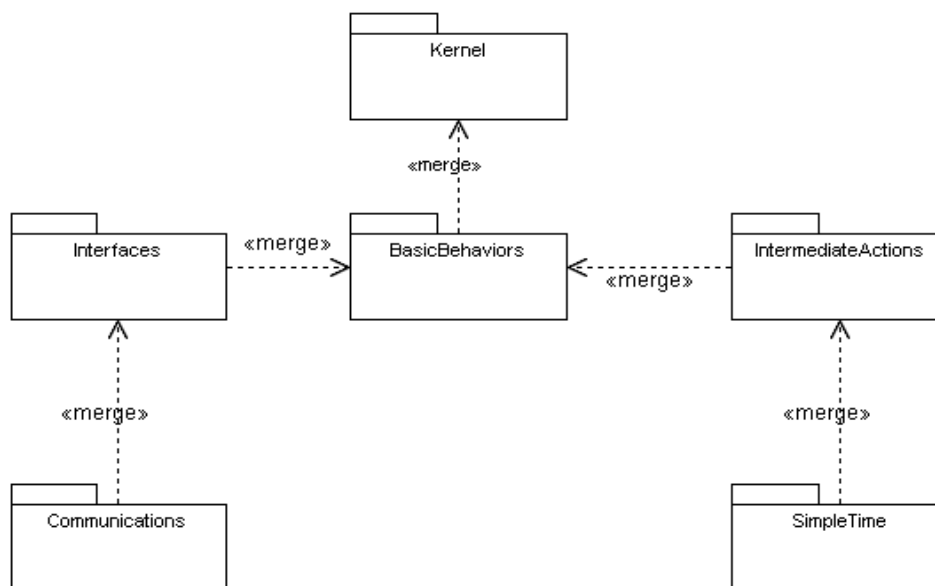 Kernel
«merge»
Interfaces
«merge»
BasicBehaviors
IntermediateActions
«merge»
«merge»
«merge»
Communications
SimpleTime